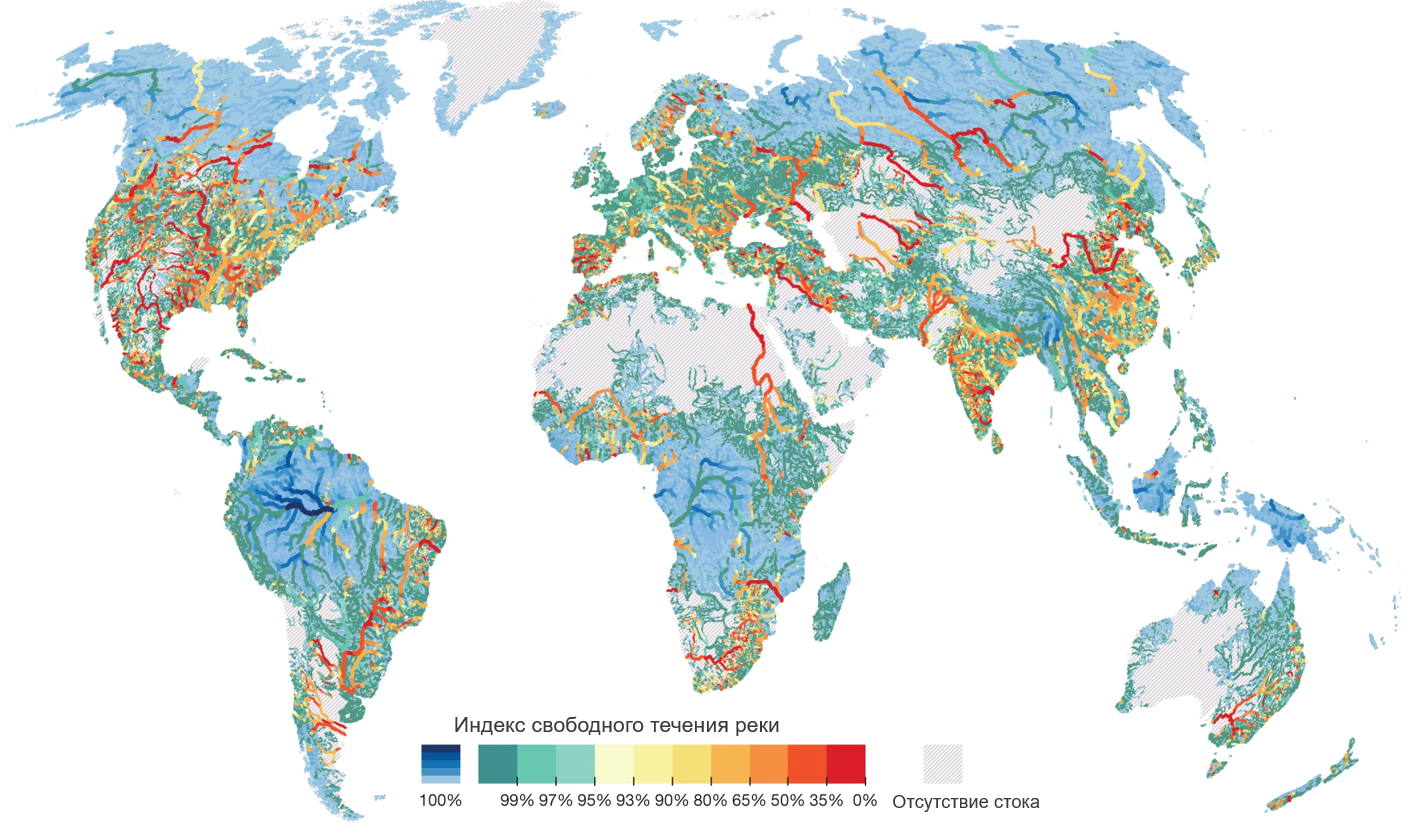 Индекс свободного течения реки
100% 99% 97% 95% 93% 90% 80% 65% 50% 35% 0% Отсутствие стока